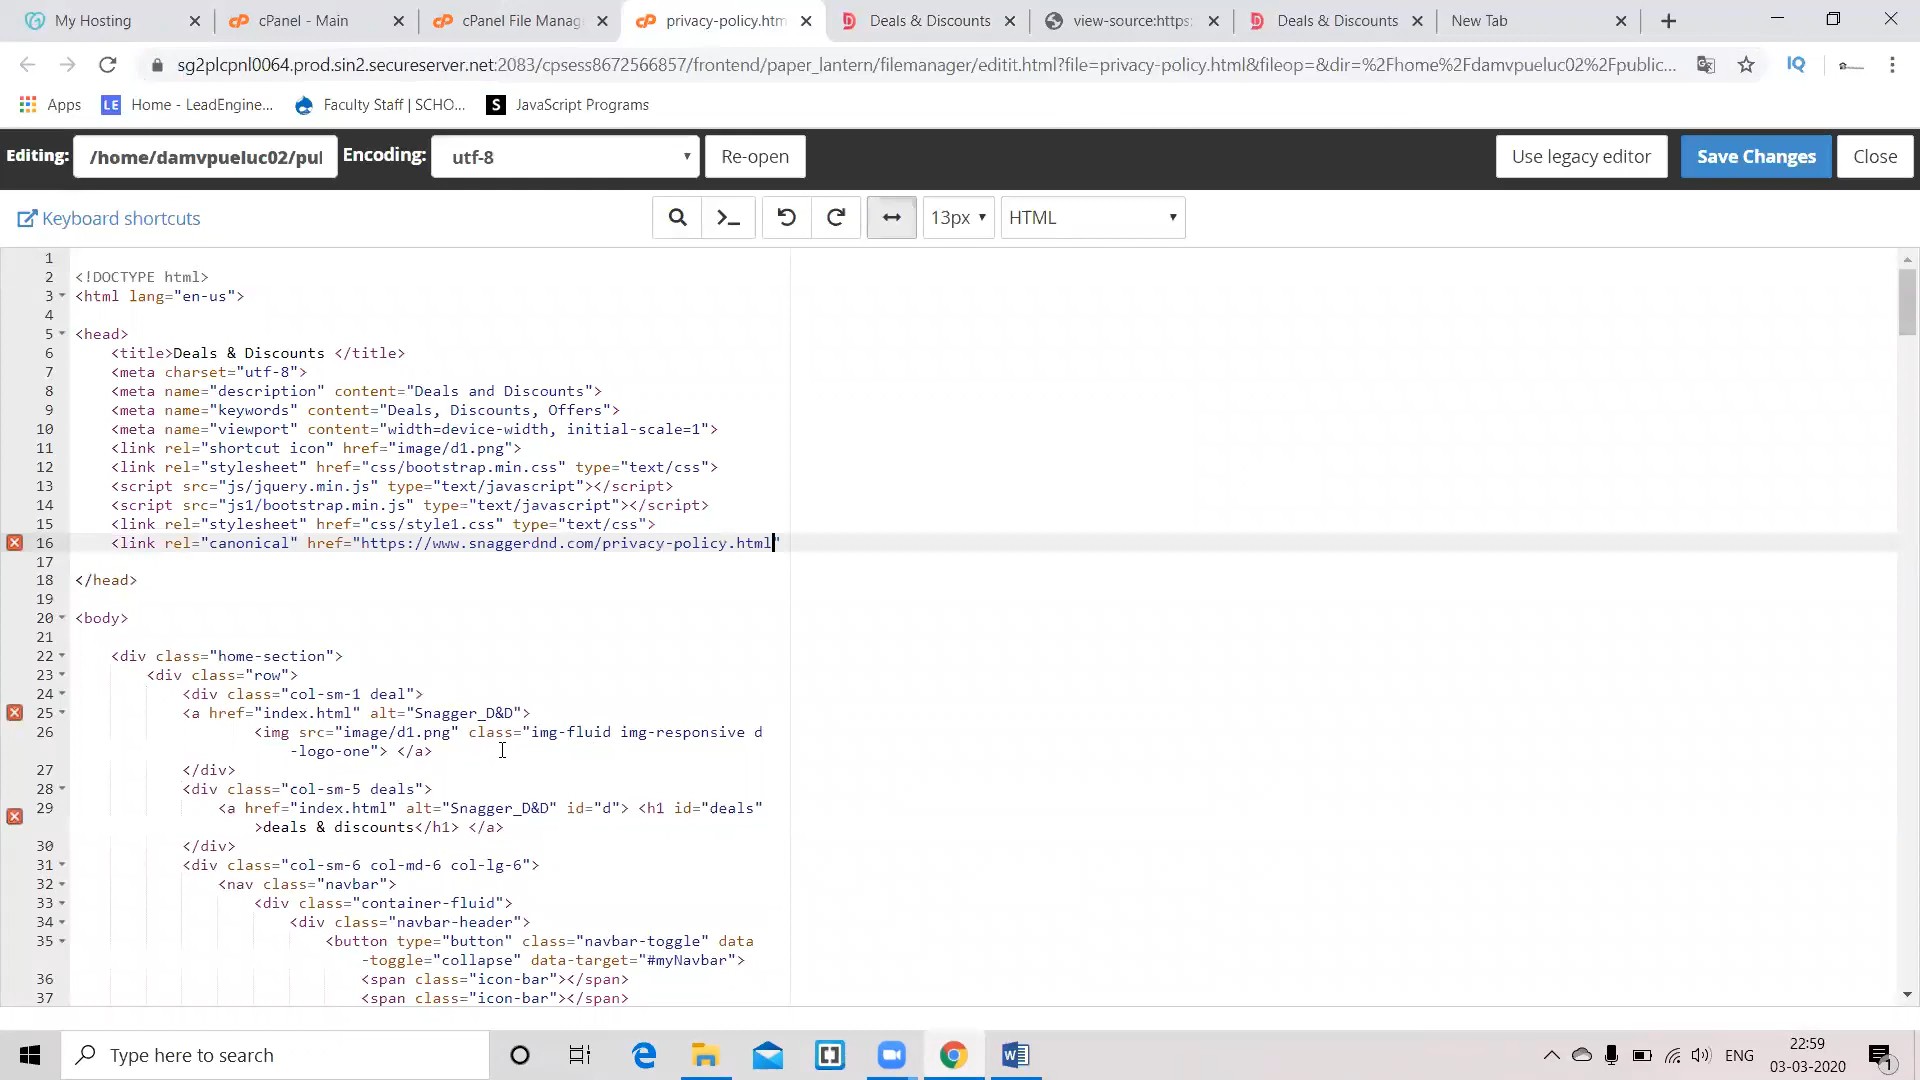 My Hosting
cPanel - Main
cPanel File Manag
privacy-policy.htm
Deals & Discounts
view-source:https:
Deals & Discounts
New Tab
sg2plcpnl0064.prod.sin2.secureserver.net:2083/cpsess8672566857/frontend/paper_lantern/filemanager/editit.html?file=privacy-policy.html&fileop=&dir=%2Fhome%2Fdamvpueluc02%2Fpublic...
IQ
Apps
LE Home - LeadEngine...
Faculty Staff | SCHO...
S JavaScript Programs
Editing: /home/damvpueluc02/pul Encoding: utf-8 Re-open Use legacy editor Save Changes Close
Keyboard shortcuts 13px HTML
1
2 <!DOCTYPE html>
3 <html lang="en-us">
4
5 <head>
6 <title>Deals & Discounts </title>
7 <meta charset="utf-8">
8 <meta name="description" content="Deals and Discounts">
9 <meta name="keywords" content="Deals, Discounts, Offers">
10 <meta name="viewport" content="width=device-width, initial-scale=1">
11 <link rel="shortcut icon" href="image/d1.png">
12 <link rel="stylesheet" href="css/bootstrap.min.css" type="text/css">
13 <script src="js/jquery.min.js" type="text/javascript"></script>
14 <script src="js1/bootstrap.min.js" type="text/javascript"></script>
15 <link rel="stylesheet" href="css/style1.css" type="text/css">
16 <link rel="canonical" href="https://www.snaggerdnd.com/privacy-policy.html"
17
18 </head>
19
20 <body>
21
22 <div class="home-section">
23 <div class="row">
24 <div class="col-sm-1 deal">
25 <a href="index.html" alt="Snagger_D&D">
26 <img src="image/d1.png" class="img-fluid img-responsive d
-logo-one"> </a>
27 </div>
28 <div class="col-sm-5 deals">
29 <a href="index.html" alt="Snagger_D&D" id="d"> <h1 id="deals"
>deals & discounts</h1> </a>
30 </div>
31 <div class="col-sm-6 col-md-6 col-lg-6">
32 <nav class="navbar">
33 <div class="container-fluid">
34 <div class="navbar-header">
35 <button type="button" class="navbar-toggle" data
-toggle="collapse" data-target="#myNavbar">
36 <span class="icon-bar"></span>
37 <span class="icon-bar"></span>
Type here to search
ENG
22:59
03-03-2020
1